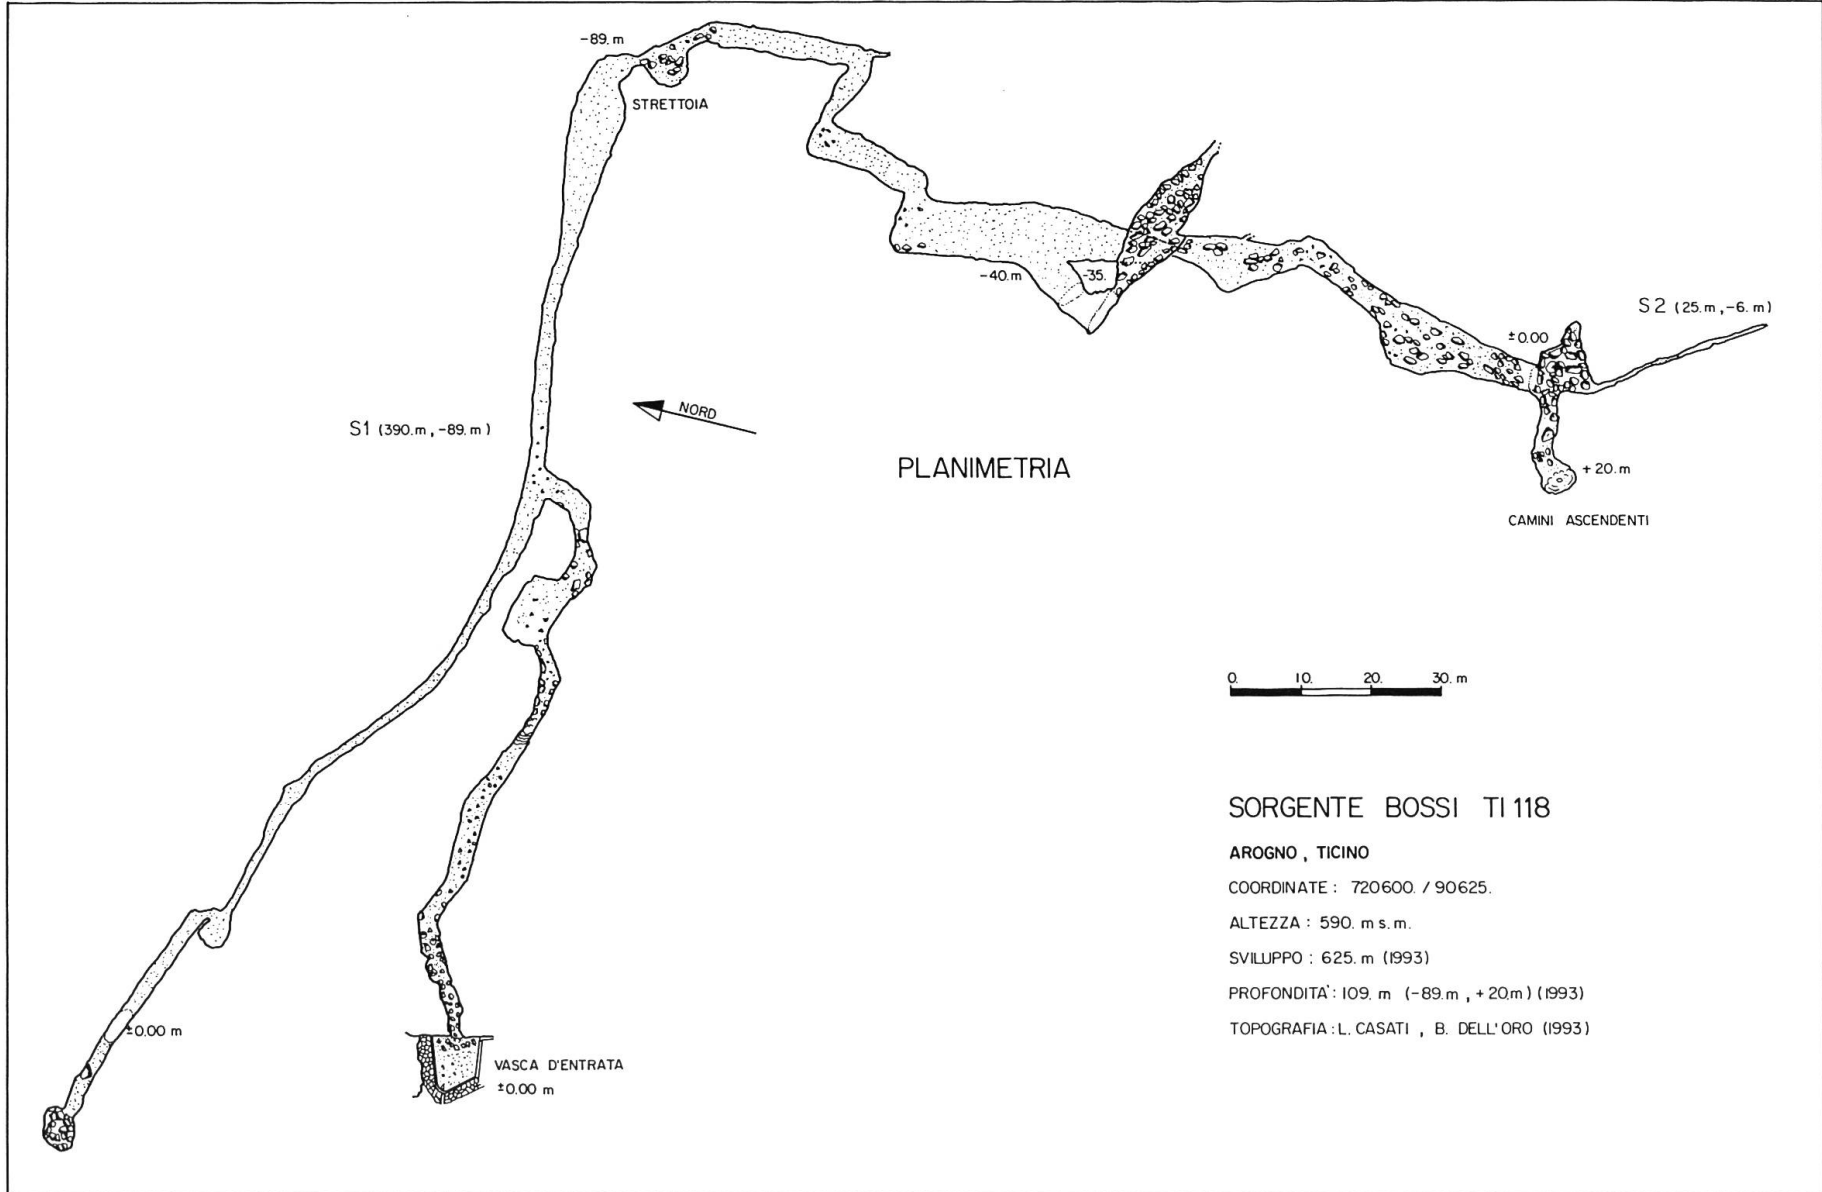 -89. m
STRETTOIA
-40. m
-35.
S2 (25. m, -6. m)
±0.00
S1 (390. m, -89. m)
NORD
PLANIMETRIA
+20. m
CAMINI ASCENDENTI
0. 10. 20. 30. m
SORGENTE BOSSI TI 118
AROGNO, TICINO
COORDINATE: 720600. / 90625.
ALTEZZA: 590. m s.m.
SVILUPPO: 625. m (1993)
PROFONDITA': 109. m (-89.m, +20.m) (1993)
TOPOGRAFIA: L. CASATI, B. DELL'ORO (1993)
±0.00 m
VASCA D'ENTRATA
±0.00 m